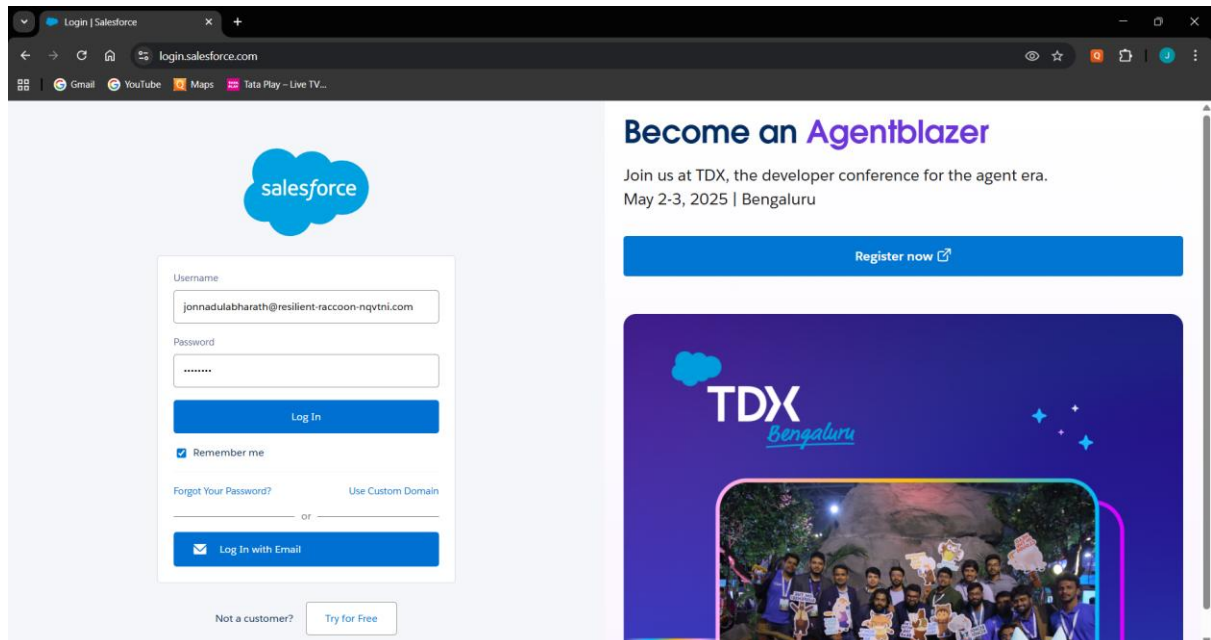 Login | Salesforce
login.salesforce.com
Gmail YouTube Maps Tata Play – Live TV...
salesforce
Username
jonnadulabharath@resilient-raccoon-nqvtni.com
Password
........
Log In
Remember me
Forgot Your Password? Use Custom Domain
or
Log In with Email
Not a customer? Try for Free
Become an Agentblazer
Join us at TDX, the developer conference for the agent era.
May 2-3, 2025 | Bengaluru
Register now
TDX
Bengaluru